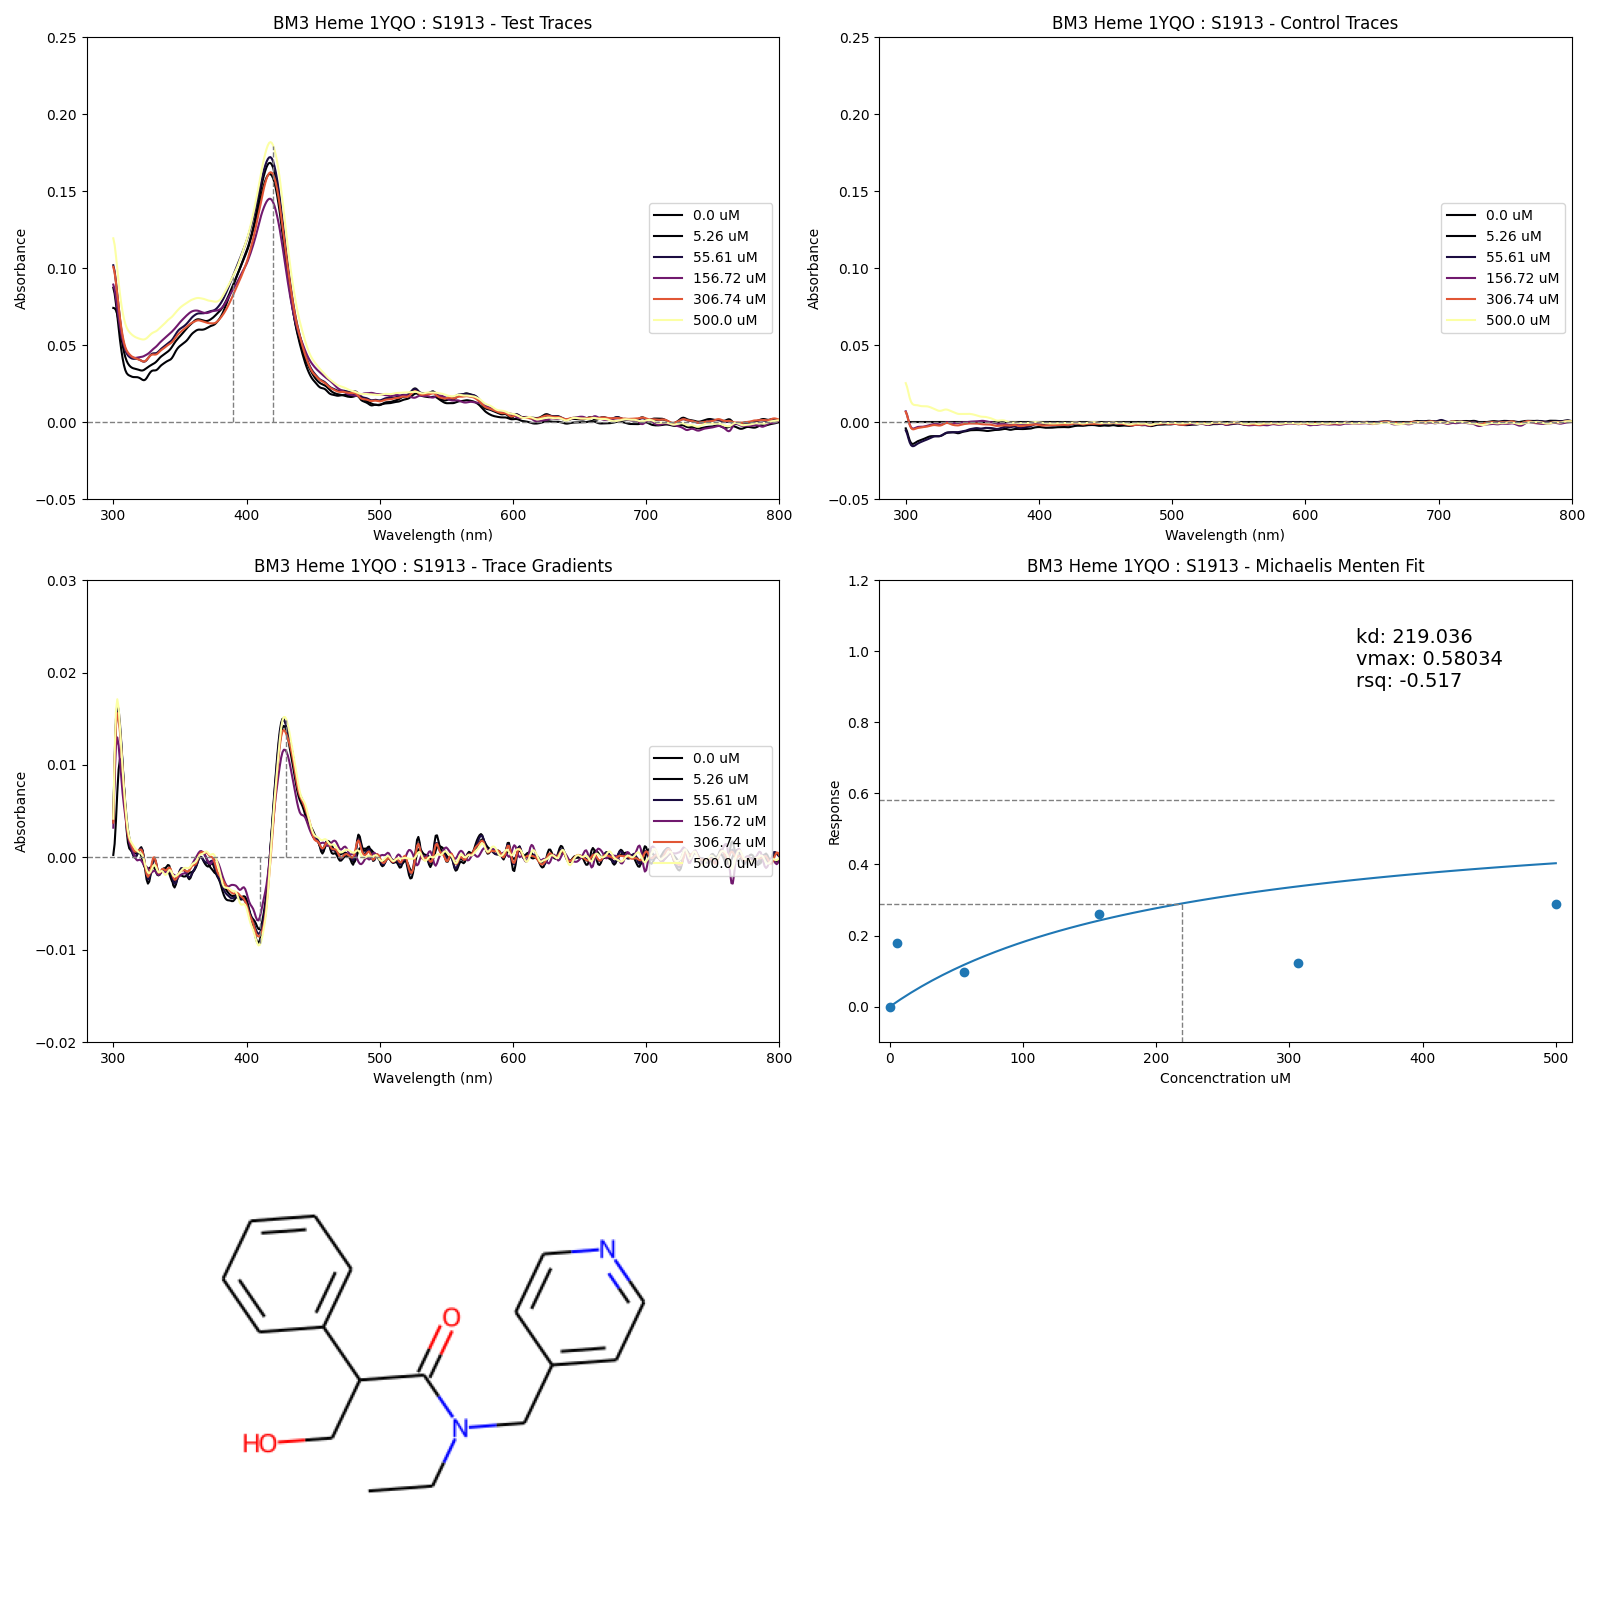 BM3 Heme 1YQO : S1913 - Test Traces
Absorbance
0.25
0.20
0.15
0.10
0.05
0.00
−0.05
300
400
500
600
700
800
Wavelength (nm)
0.0 uM
5.26 uM
55.61 uM
156.72 uM
306.74 uM
500.0 uM
BM3 Heme 1YQO : S1913 - Control Traces
Absorbance
0.25
0.20
0.15
0.10
0.05
0.00
−0.05
300
400
500
600
700
800
Wavelength (nm)
0.0 uM
5.26 uM
55.61 uM
156.72 uM
306.74 uM
500.0 uM
BM3 Heme 1YQO : S1913 - Trace Gradients
Absorbance
0.03
0.02
0.01
0.00
−0.01
−0.02
300
400
500
600
700
800
Wavelength (nm)
0.0 uM
5.26 uM
55.61 uM
156.72 uM
306.74 uM
500.0 uM
BM3 Heme 1YQO : S1913 - Michaelis Menten Fit
Response
1.2
1.0
0.8
0.6
0.4
0.2
0.0
0
100
200
300
400
500
Concenctration uM
kd: 219.036
vmax: 0.58034
rsq: -0.517
N
O
N
HO